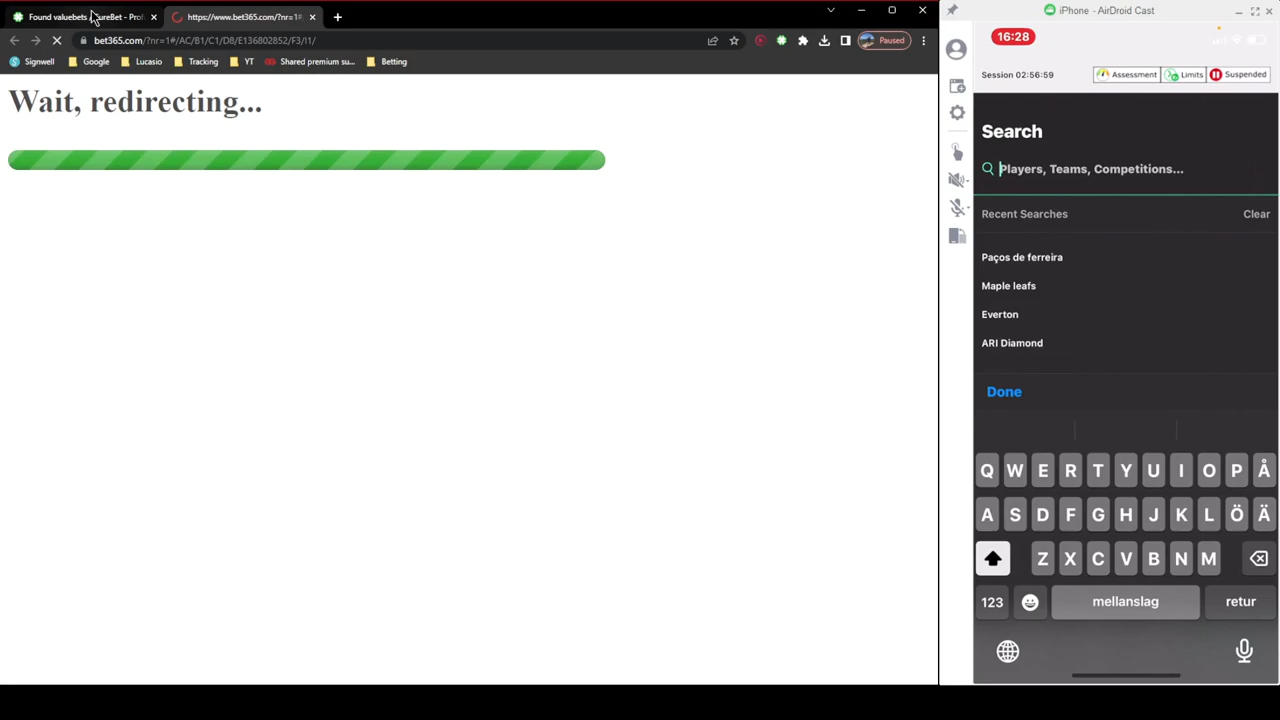 Found valuebets
ureBet - Prof
https://www.bet365.com/?nr=1#
bet365.com/?nr=1#/AC/B1/C1/D8/E136802852/F3/I1/
Paused
Signwell
Google
Lucasio
Tracking
YT
Shared premium su...
Betting
Wait, redirecting...
iPhone - AirDroid Cast
16:28
Session 02:56:59
Assessment
Limits
Suspended
Search
Players, Teams, Competitions...
Recent Searches
Clear
Paços de ferreira
Maple leafs
Everton
ARI Diamond
Done
Q W E R T Y U I O P Å
A S D F G H J K L Ö Ä
Z X C V B N M
123
mellanslag
retur